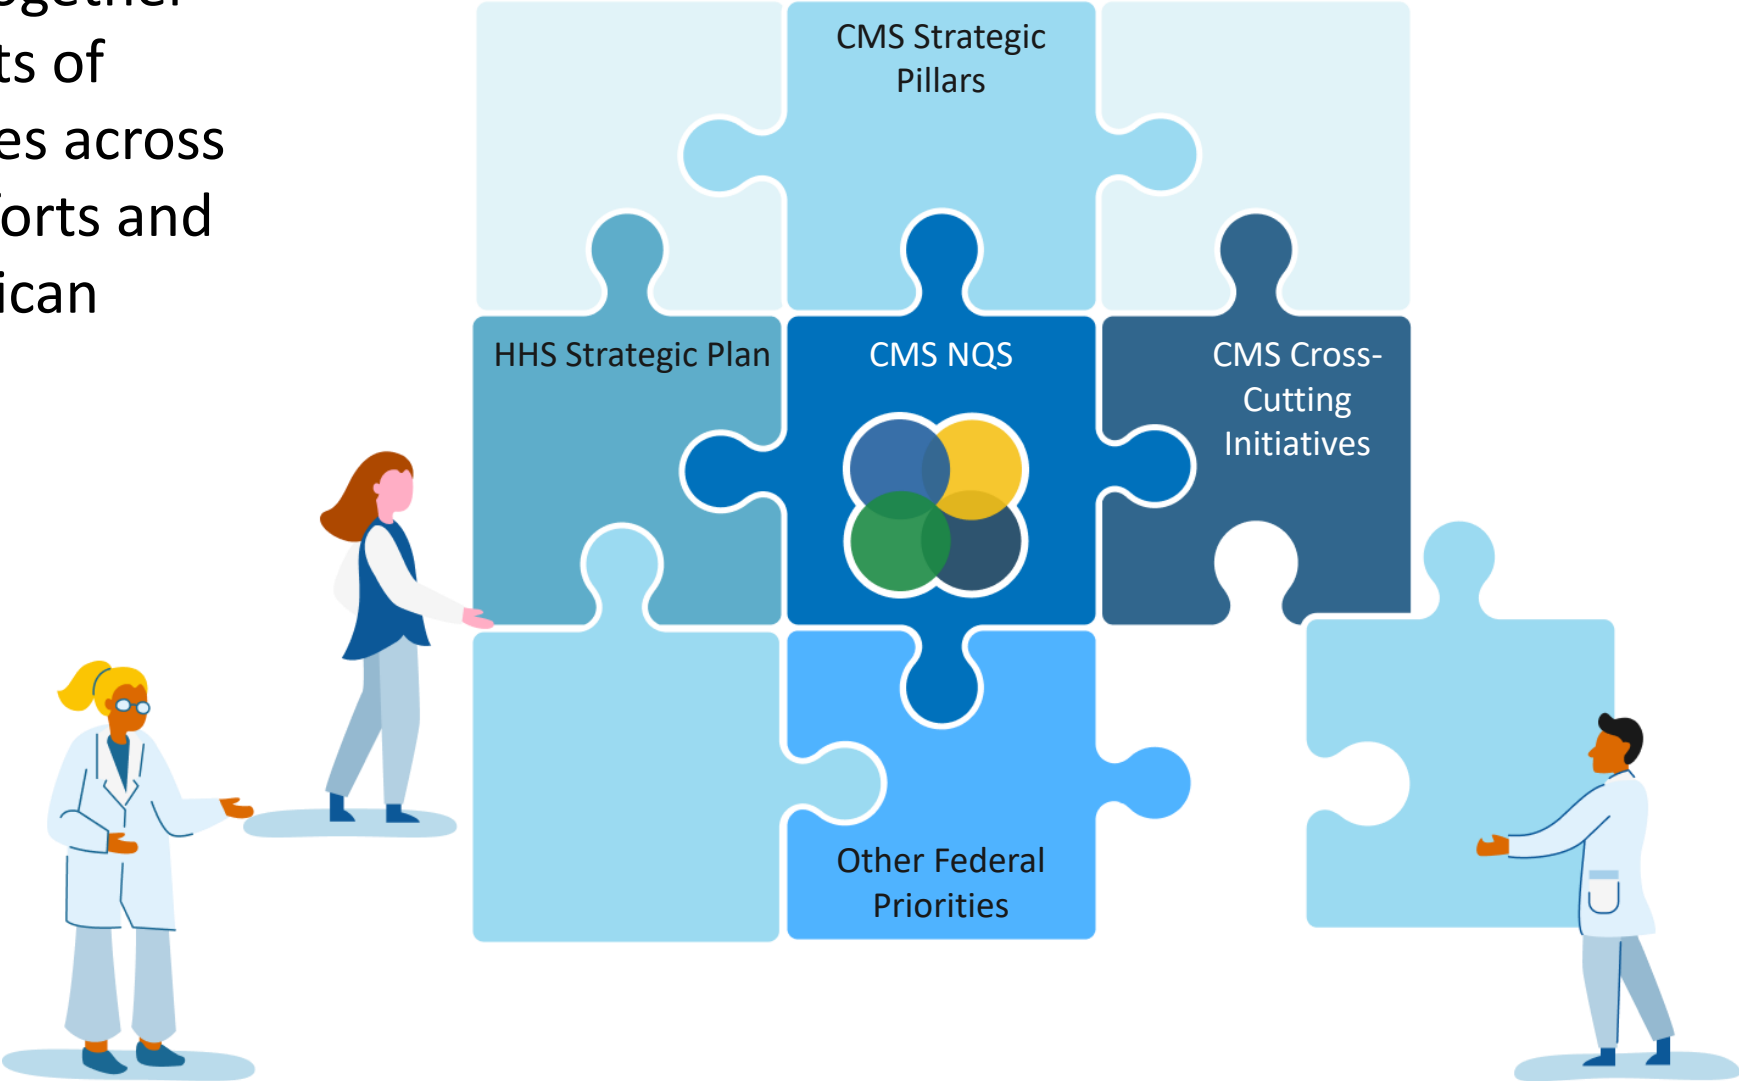 ts of
es across
orts and
ican
CMS Strategic
Pillars
HHS Strategic Plan
CMS NQS
CMS Cross-
Cutting
Initiatives
Other Federal
Priorities